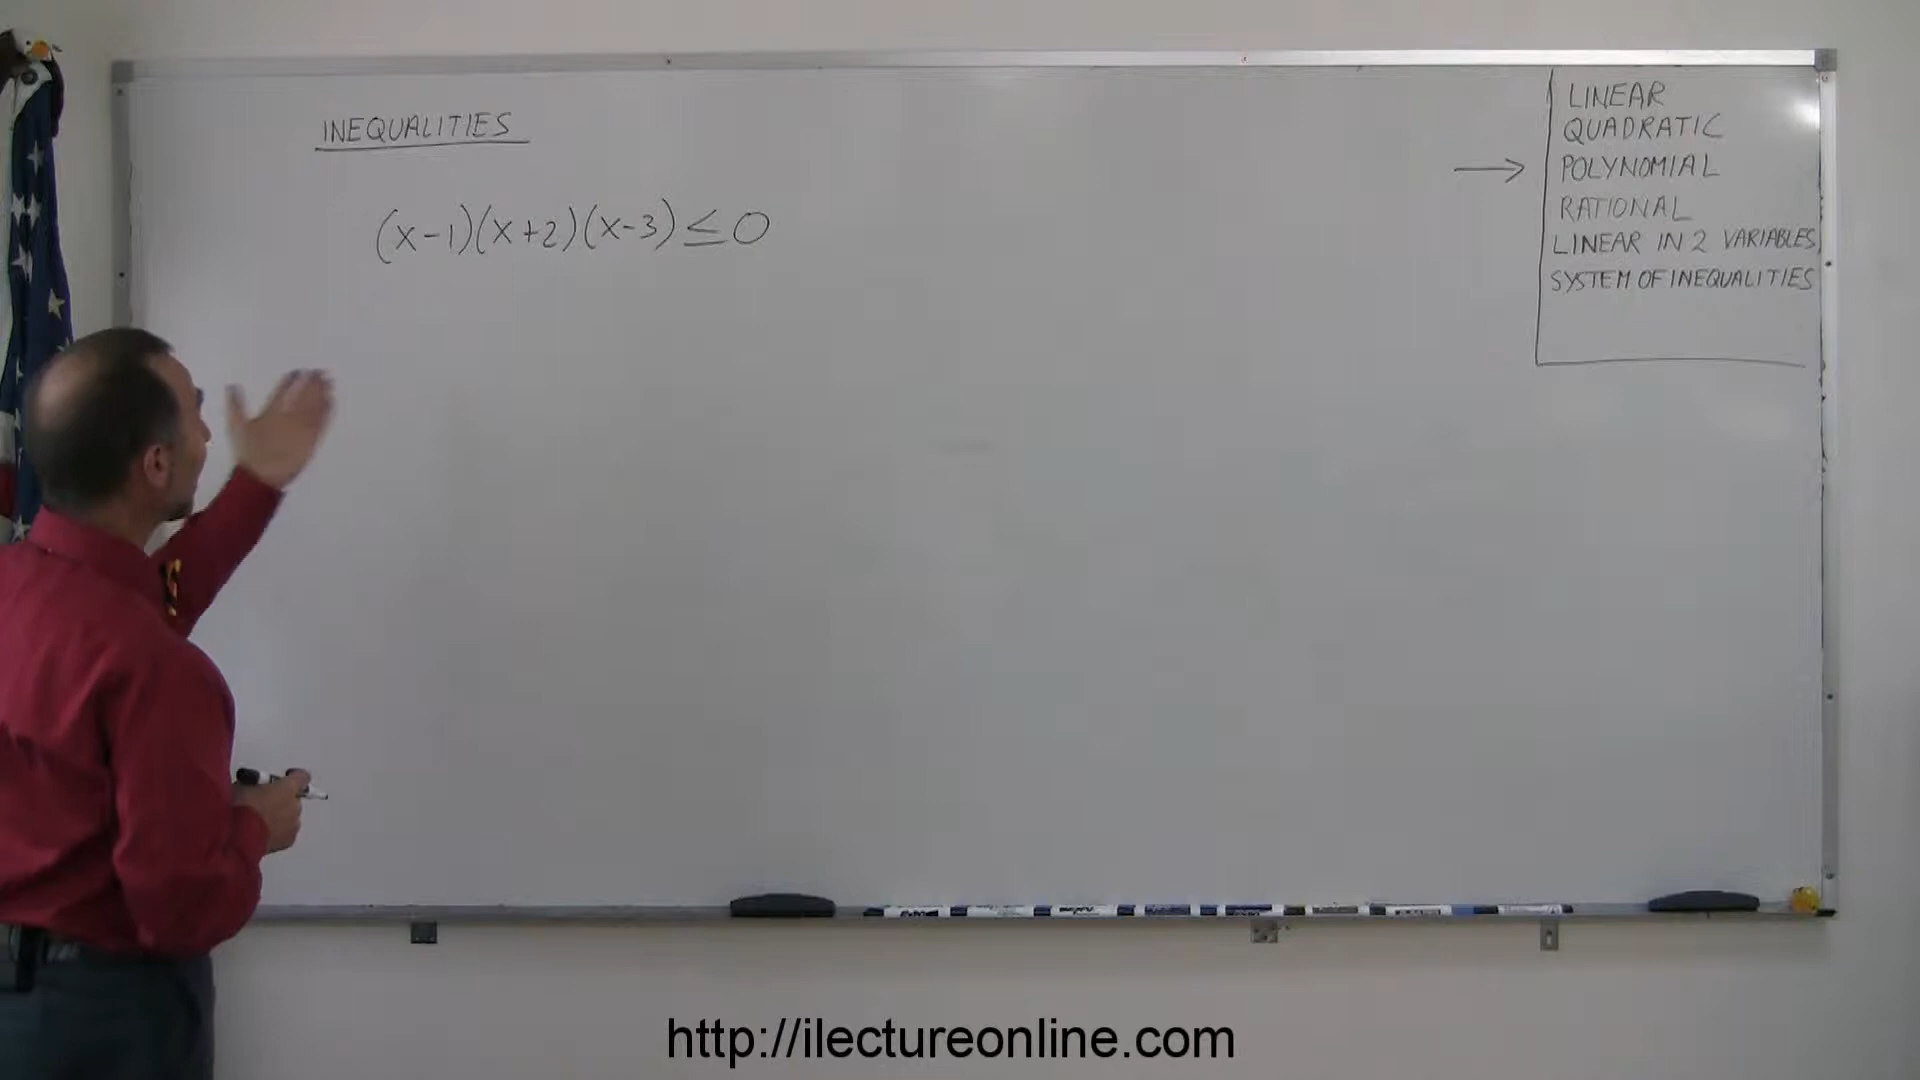 INEQUALITIES
(x-1)(x+2)(x-3)≤0
→ LINEAR
QUADRATIC
POLYNOMIAL
RATIONAL
LINEAR IN 2 VARIABLES
SYSTEM OF INEQUALITIES
http://ilectureonline.com